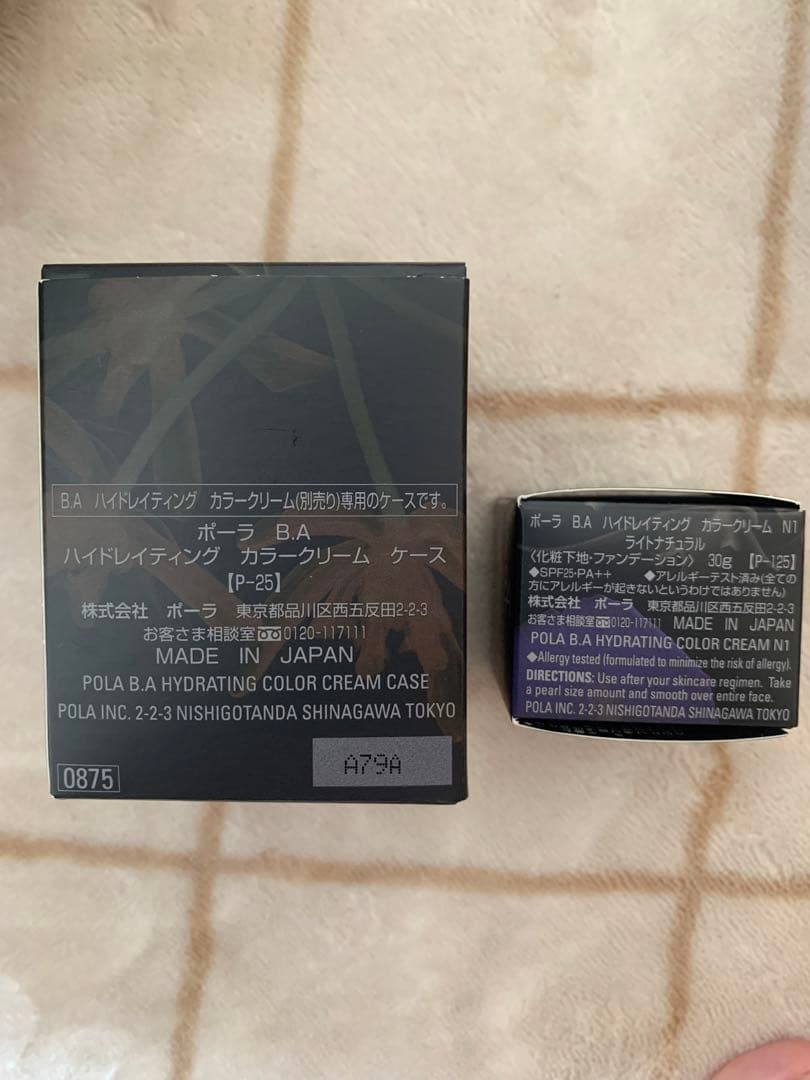 B.A ハイドレイティング カラークリーム(別売り)専用のケースです。
ポーラ B.A
ハイドレイティング カラークリーム ケース
【P-25】
株式会社 ポーラ 東京都品川区西五反田2-2-3
お客さま相談室 0120-117111
MADE IN JAPAN
POLA B.A HYDRATING COLOR CREAM CASE
POLA INC. 2-2-3 NISHIGOTANDA SHINAGAWA TOKYO
A79A
0875
ポーラ B.A ハイドレイティング カラークリーム N1
ライトナチュラル
〈化粧下地・ファンデーション〉 30g 【P-125】
◆SPF25・PA++ ◆アレルギーテスト済み(全ての
方にアレルギーが起きないというわけではありません)
株式会社 ポーラ 東京都品川区西五反田2-2-3
お客さま相談室 0120-117111 MADE IN JAPAN
POLA B.A HYDRATING COLOR CREAM N1
◆Allergy tested (formulated to minimize the risk of allergy).
DIRECTIONS: Use after your skincare regimen. Take
a pearl size amount and smooth over entire face.
POLA INC. 2-2-3 NISHIGOTANDA SHINAGAWA TOKYO